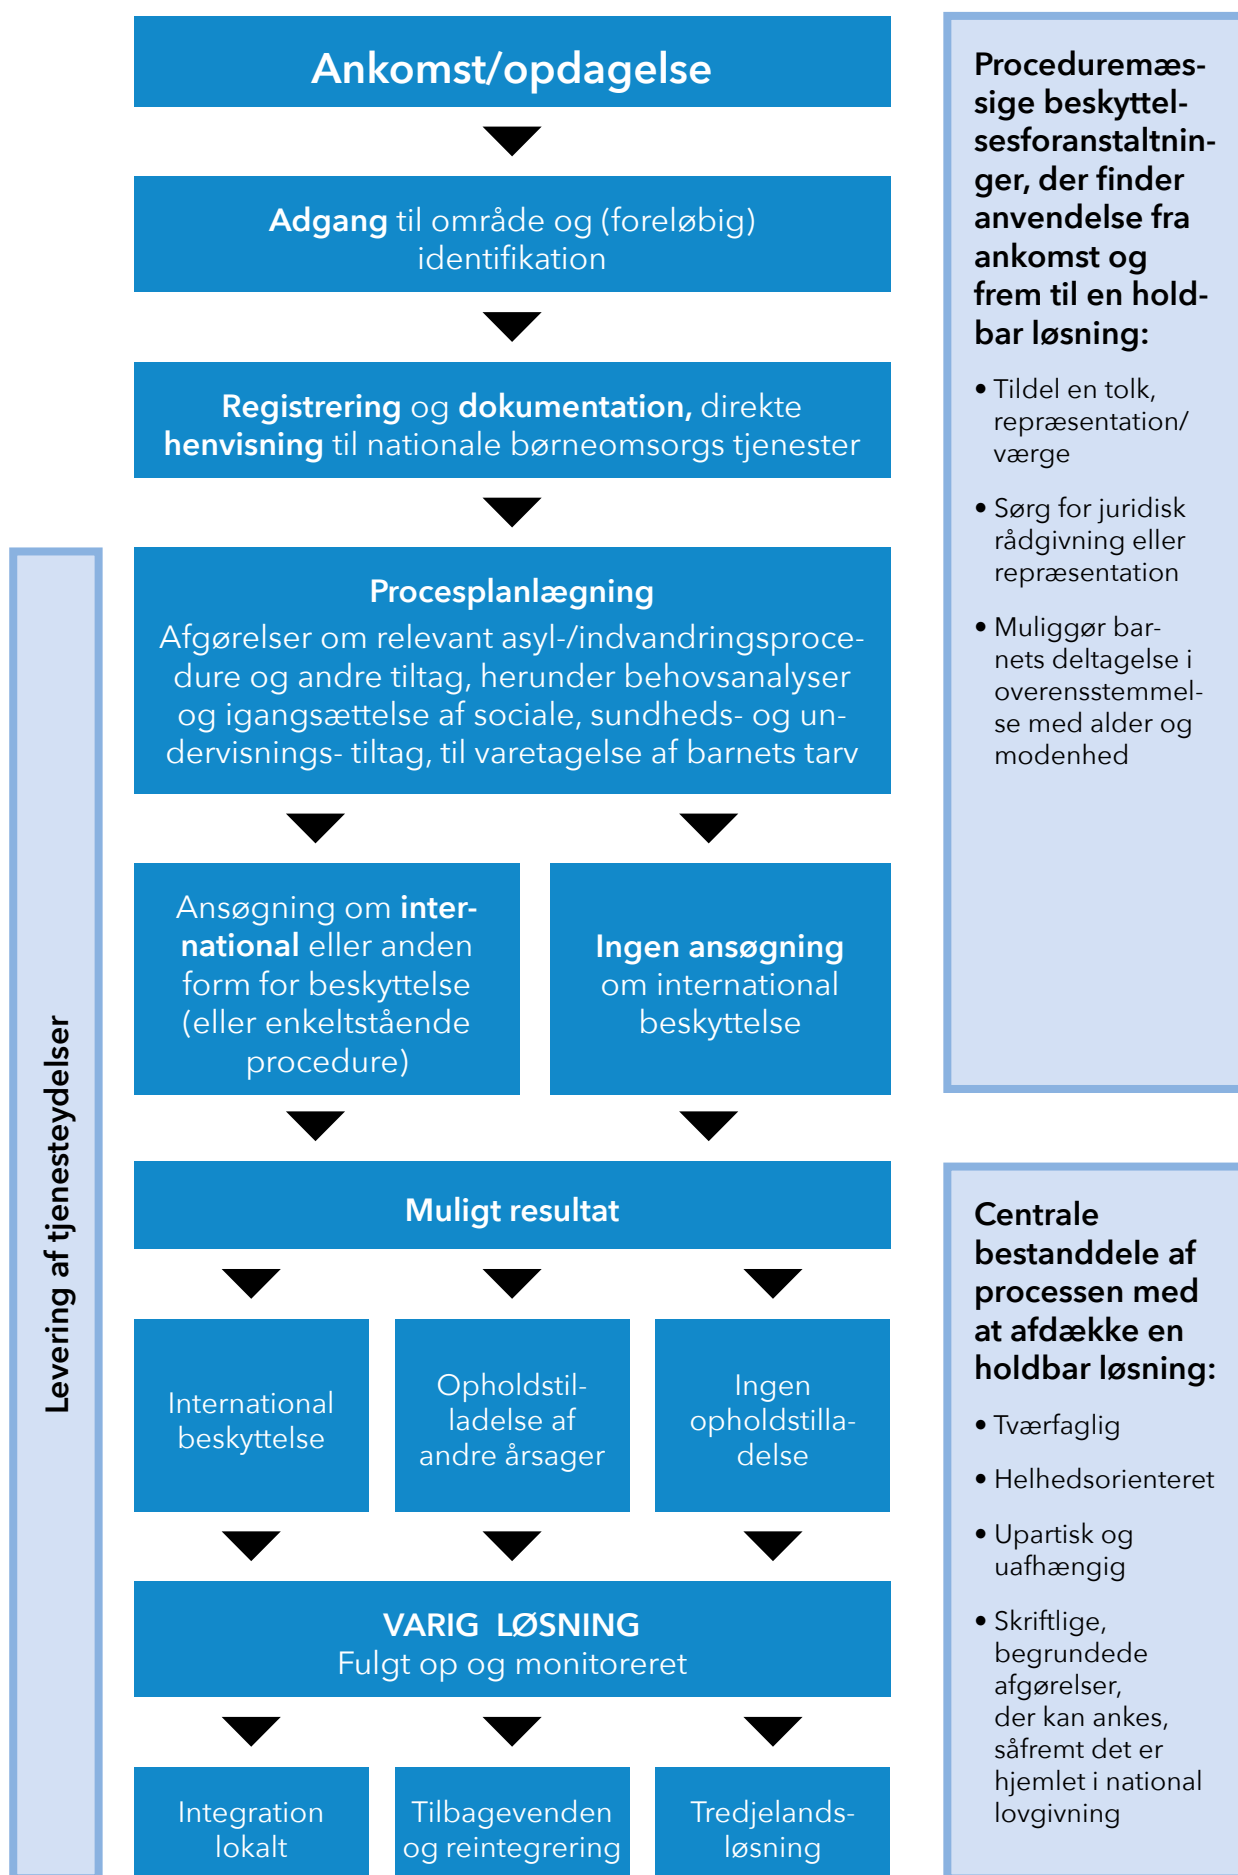 Ankomst/opdagelse
Adgang til område og (foreløbig)
identifikation
Registrering og dokumentation, direkte
henvisning til nationale børneomsorgs tjenester
Procesplanlægning
Afgørelser om relevant asyl-/indvandringsproce-
dure og andre tiltag, herunder behovsanalyser
og igangsættelse af sociale, sundheds- og un-
dervisnings- tiltag, til varetagelse af barnets tarv
Ansøgning om inter-
national eller anden
form for beskyttelse
(eller enkeltstående
procedure)
Ingen ansøgning
om international
beskyttelse
Muligt resultat
International
beskyttelse
Opholdstil-
ladelse af
andre årsager
Ingen
opholdstilla-
delse
VARIG LØSNING
Fulgt op og monitoreret
Integration
lokalt
Tilbagevenden
og reintegrering
Tredjelands-
løsning
Levering af tjenesteydelser
Proceduremæs-
sige beskyttel-
sesforanstaltnin-
ger, der finder
anvendelse fra
ankomst og
frem til en hold-
bar løsning:
• Tildel en tolk,
repræsentation/
værge
• Sørg for juridisk
rådgivning eller
repræsentation
• Muliggør bar-
nets deltagelse i
overensstemmel-
se med alder og
modenhed
Centrale
bestanddele af
processen med
at afdække en
holdbar løsning:
• Tværfaglig
• Helhedsorienteret
• Upartisk og
uafhængig
• Skriftlige,
begrundede
afgørelser,
der kan ankes,
såfremt det er
hjemlet i national
lovgivning